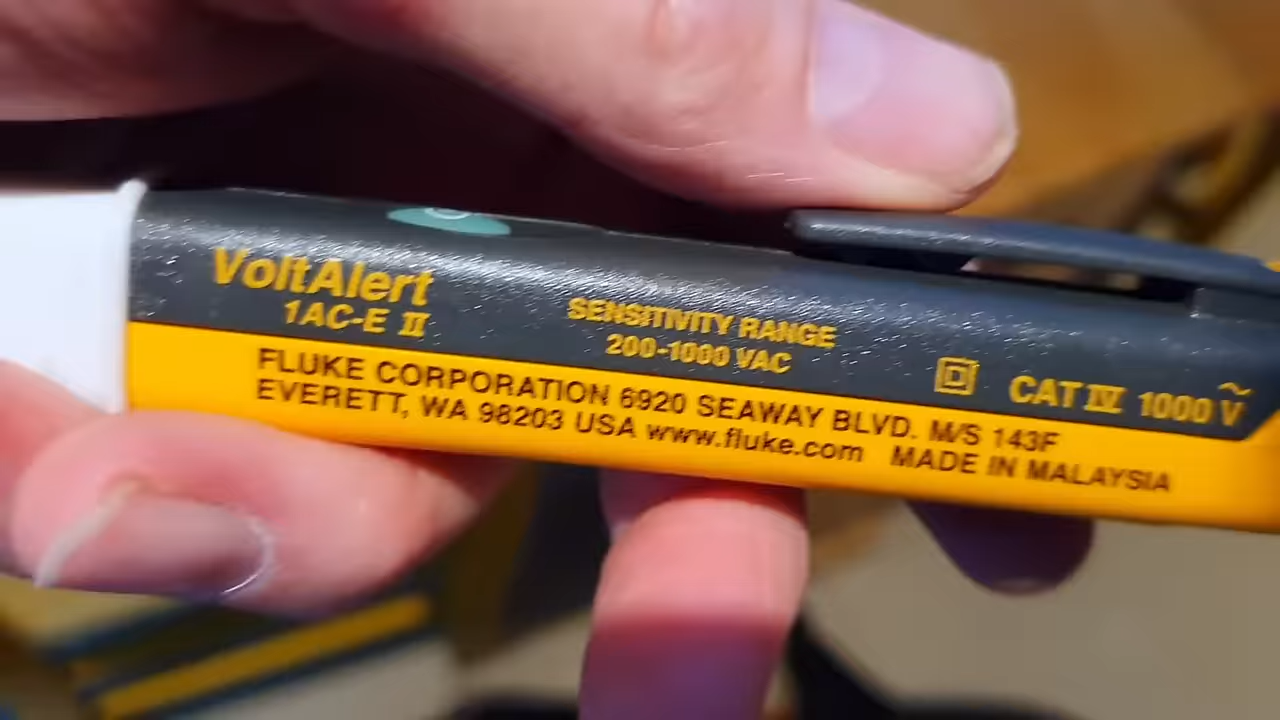 VoltAlert
1AC-E II
SENSITIVITY RANGE
200-1000 VAC
CAT IV 1000 V~
FLUKE CORPORATION 6920 SEAWAY BLVD. M/S 143F
EVERETT, WA 98203 USA www.fluke.com MADE IN MALAYSIA